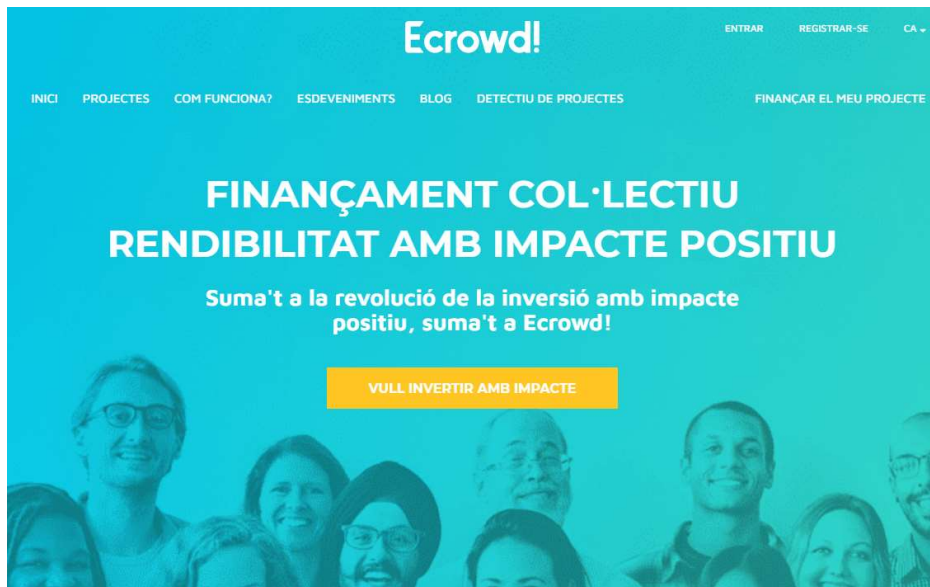 Ecrowd!
ENTRAR REGISTRAR-SE CA
INICI PROJECTES COM FUNCIONA? ESDEVENIMENTS BLOG DETECTIU DE PROJECTES FINANÇAR EL MEU PROJECTE
FINANÇAMENT COL·LECTIU
RENDIBILITAT AMB IMPACTE POSITIU
Suma't a la revolució de la inversió amb impacte
positiu, suma't a Ecrowd!
VULL INVERTIR AMB IMPACTE